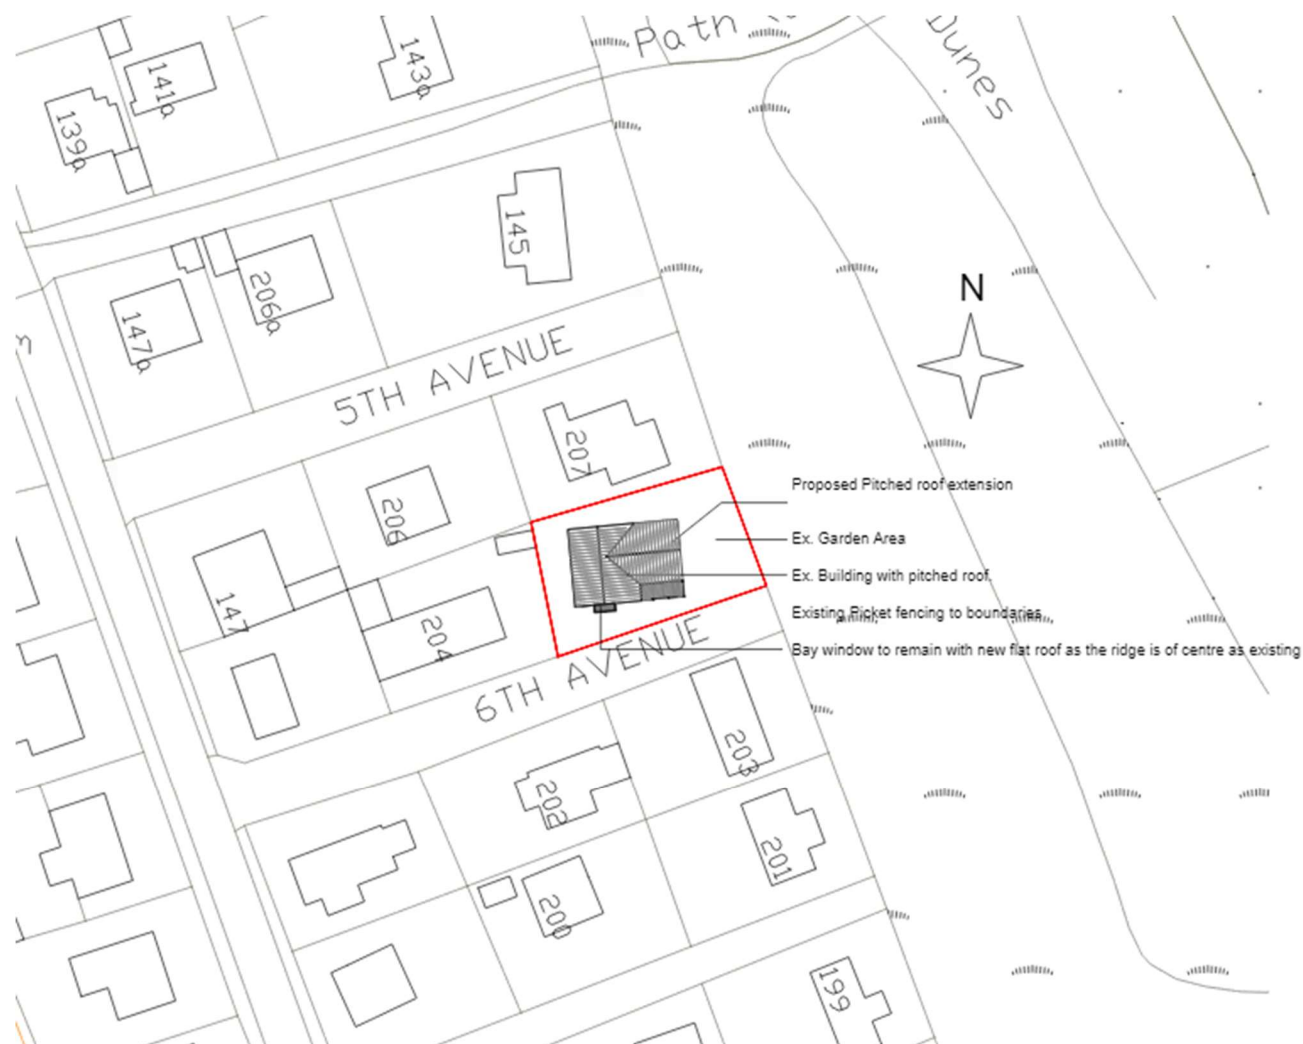 Path
Dunes
143a
141a
139a
145
206a
147a
N
5TH AVENUE
207
206
Proposed Pitched roof extension
Ex. Garden Area
Ex. Building with pitched roof.
147
204
Existing Picket fencing to boundaries
Bay window to remain with new flat roof as the ridge is of centre as existing
6TH AVENUE
203
202
201
200
199